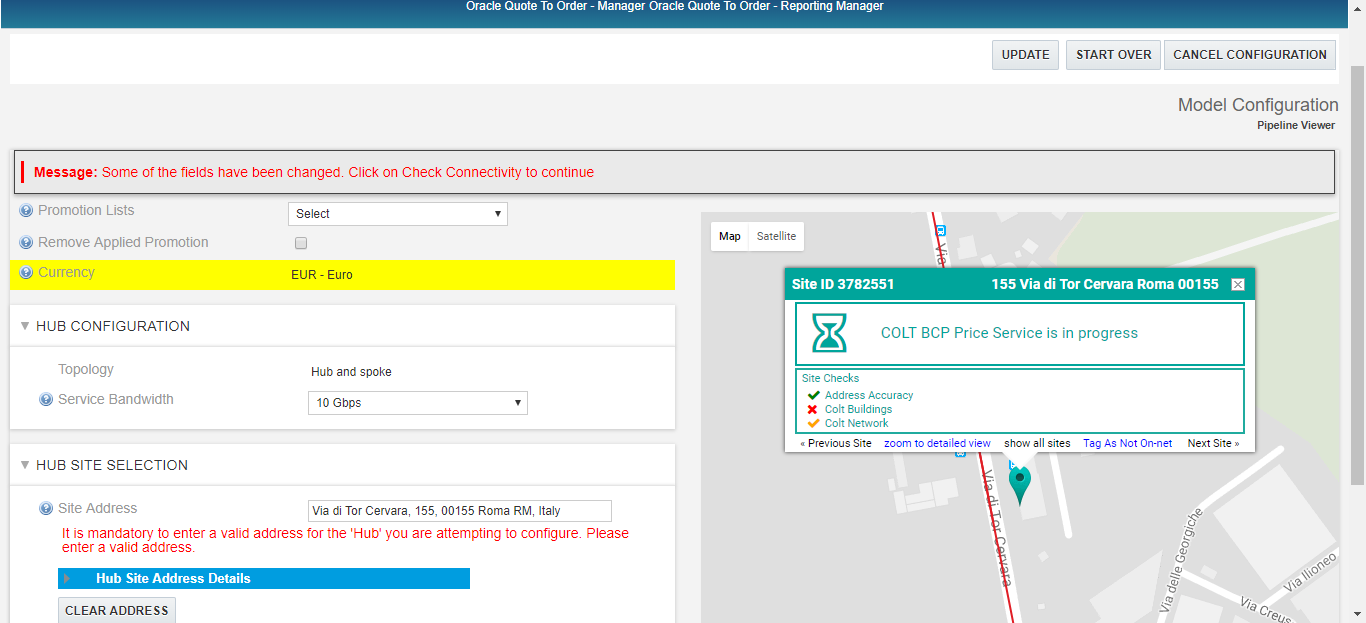 Oracle Quote To Order - Manager Oracle Quote To Order - Reporting Manager
UPDATE START OVER CANCEL CONFIGURATION
Model Configuration
Pipeline Viewer
Message: Some of the fields have been changed. Click on Check Connectivity to continue
Promotion Lists Select
Remove Applied Promotion
Currency EUR - Euro
HUB CONFIGURATION
Topology Hub and spoke
Service Bandwidth 10 Gbps
HUB SITE SELECTION
Site Address Via di Tor Cervara, 155, 00155 Roma RM, Italy
It is mandatory to enter a valid address for the 'Hub' you are attempting to configure. Please
enter a valid address.
Hub Site Address Details
CLEAR ADDRESS
Map Satellite
Via
Site ID 3782551 155 Via di Tor Cervara Roma 00155
COLT BCP Price Service is in progress
Site Checks
Address Accuracy
Colt Buildings
Colt Network
« Previous Site zoom to detailed view show all sites Tag As Not On-net Next Site »
Via di Tor Cervara
Via delle Georgiche
Via Ilioneo
Via Creus